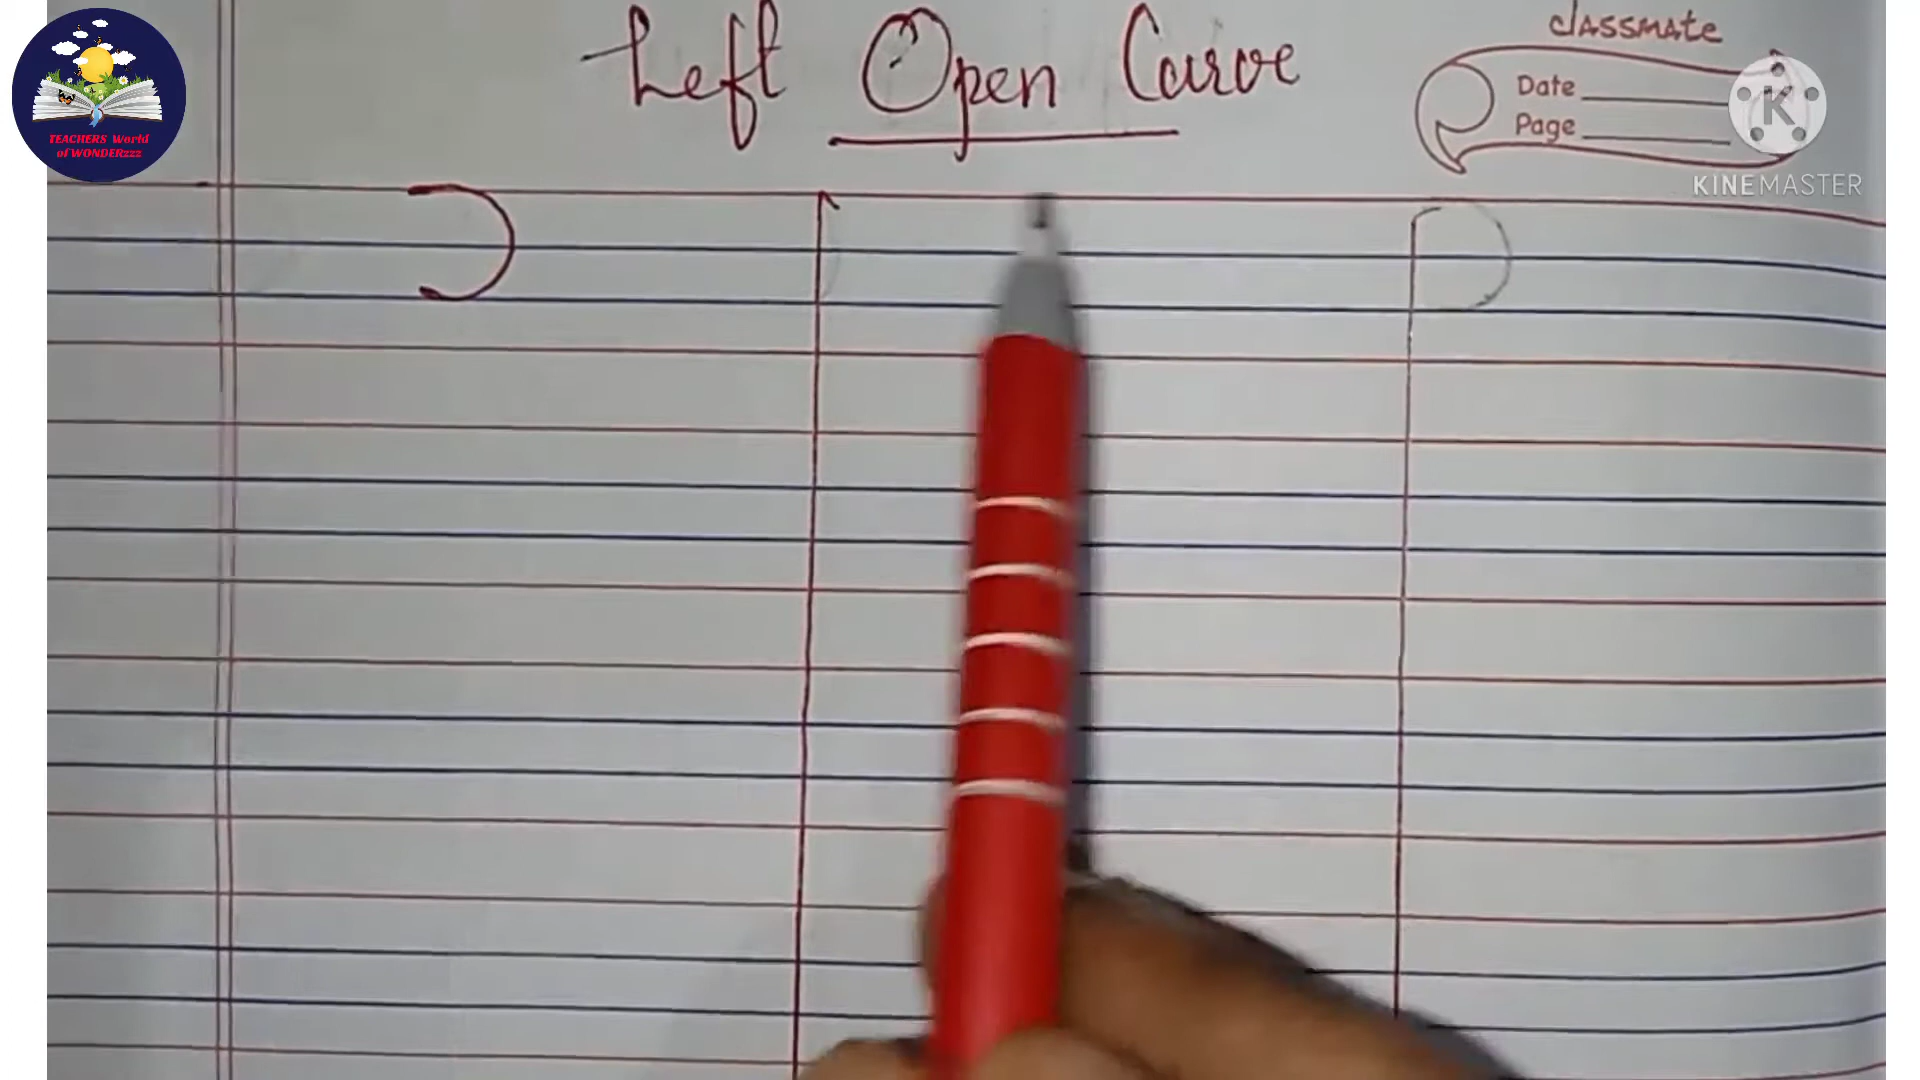 Left Open Curve
classmate
Date
Page
K
KINEMASTER
TEACHERS World
of WONDERzzz